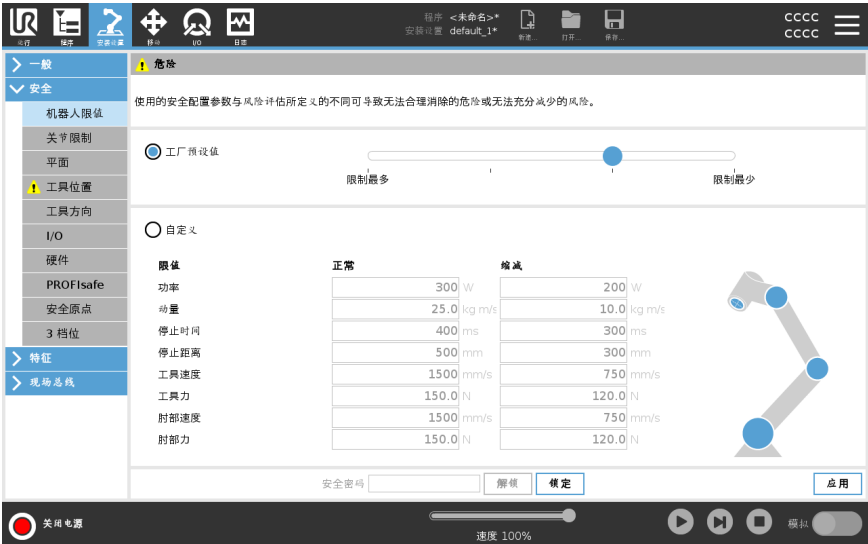 UR
运行
程序
安装设置
移动
I/O
日志
程序 <未命名>*
安装设置 default_1*
新建...
打开...
保存...
cccc
cccc
一般
安全
机器人限值
关节限制
平面
工具位置
工具方向
I/O
硬件
PROFIsafe
安全原点
3 档位
特征
现场总线
危险
使用的安全配置参数与风险评估所定义的不同可导致无法合理消除的危险或无法充分减少的风险。
工厂预设值
限制最多 限制最少
自定义
限值 正常 缩减
功率 300 W 200 W
动量 25.0 kg m/s 10.0 kg m/s
停止时间 400 ms 300 ms
停止距离 500 mm 300 mm
工具速度 1500 mm/s 750 mm/s
工具力 150.0 N 120.0 N
肘部速度 1500 mm/s 750 mm/s
肘部力 150.0 N 120.0 N
安全密码 解锁 锁定 应用
关闭电源
速度 100%
模拟